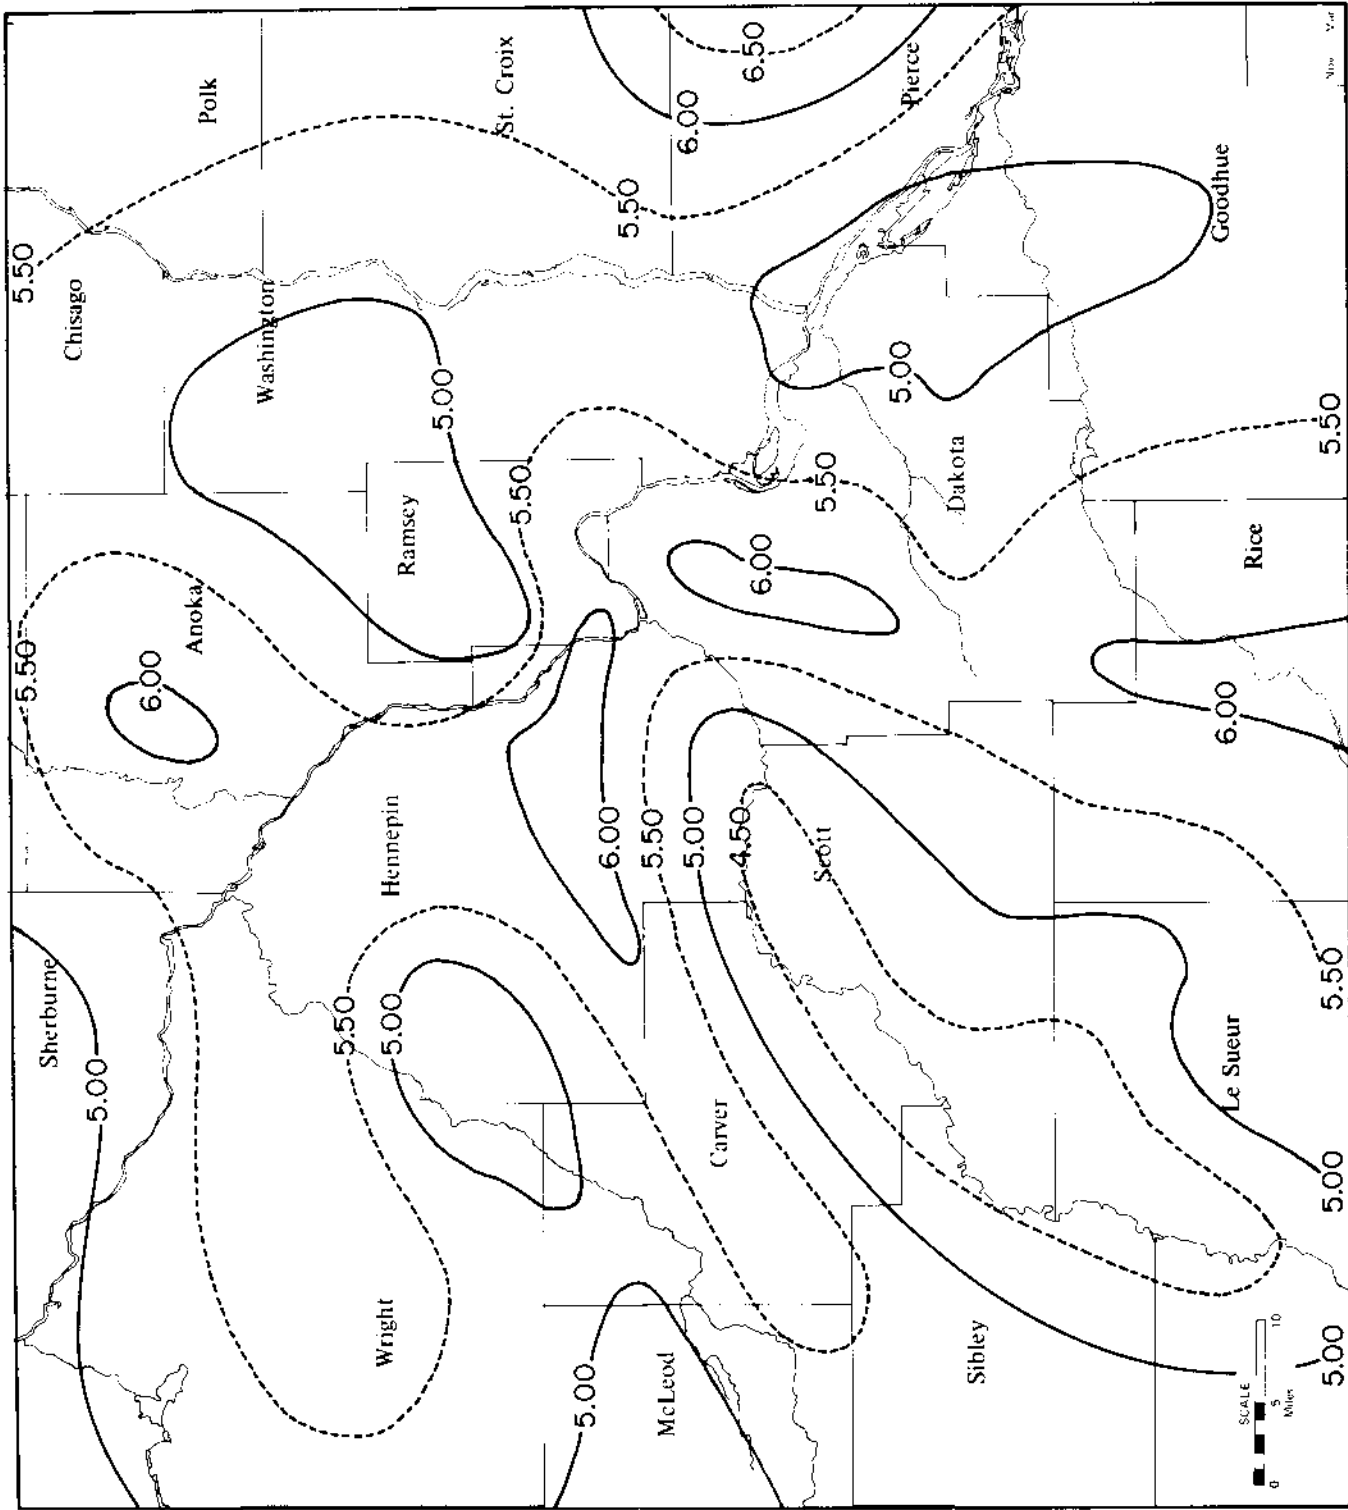 5.50
Chisago
Polk
Washington
St. Croix
5.00
5.50
6.00
6.50
Pierce
Goodhue
5.00
Dakota
5.50
5.50
5.50
Ramsey
Anoka
5.50
6.00
6.00
Rice
6.00
Hennepin
6.00
5.50
5.00
4.50
Scott
5.50
Sherburne
5.00
5.50
5.00
Carver
Le Sueur
5.00
Wright
5.00
McLeod
Sibley
5.00
SCALE
0 5 10
Miles